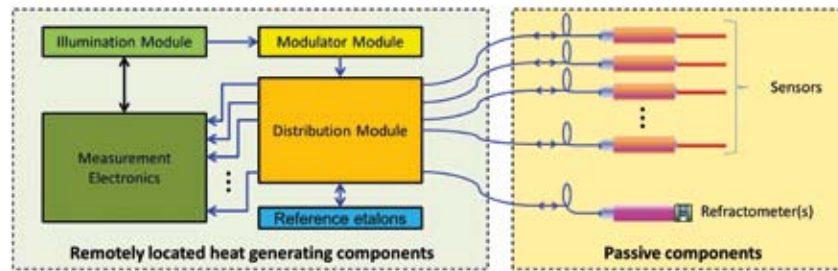 Illumination Module
Modulator Module
Distribution Module
Measurement
Electronics
Reference etalons
Remotely located heat generating components
Sensors
Refractometer(s)
Passive components